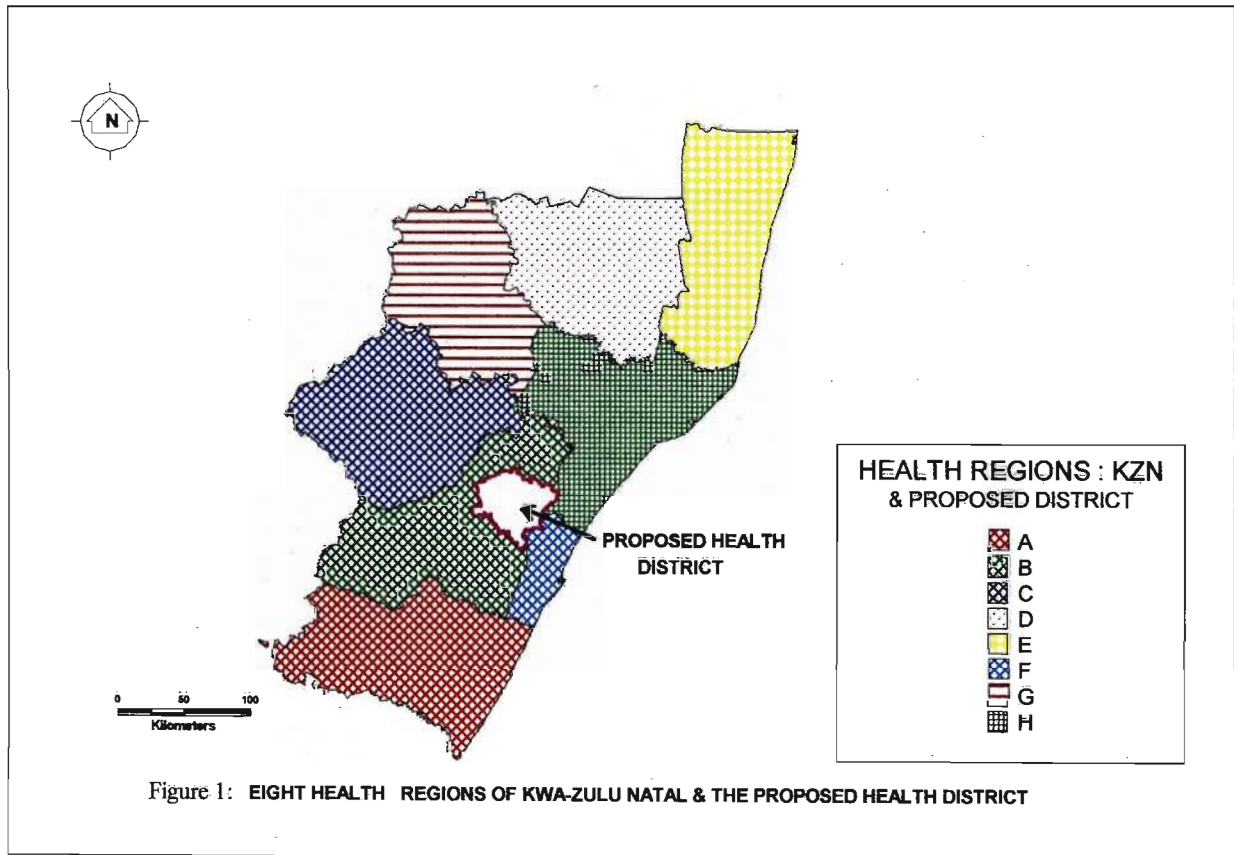 N
PROPOSED HEALTH
DISTRICT
HEALTH REGIONS : KZN
& PROPOSED DISTRICT
A
B
C
D
E
F
G
H
0 50 100
Kilometers
Figure 1: EIGHT HEALTH REGIONS OF KWA-ZULU NATAL & THE PROPOSED HEALTH DISTRICT